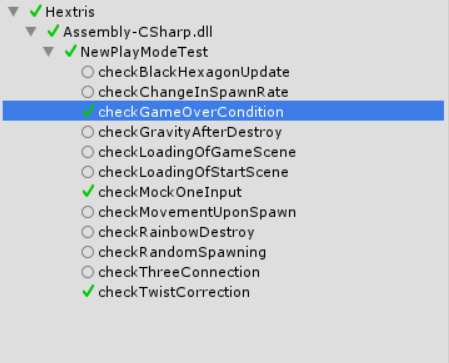 Hextris
Assembly-CSharp.dll
NewPlayModeTest
checkBlackHexagonUpdate
checkChangeInSpawnRate
checkGameOverCondition
checkGravityAfterDestroy
checkLoadingOfGameScene
checkLoadingOfStartScene
checkMockOneInput
checkMovementUponSpawn
checkRainbowDestroy
checkRandomSpawning
checkThreeConnection
checkTwistCorrection